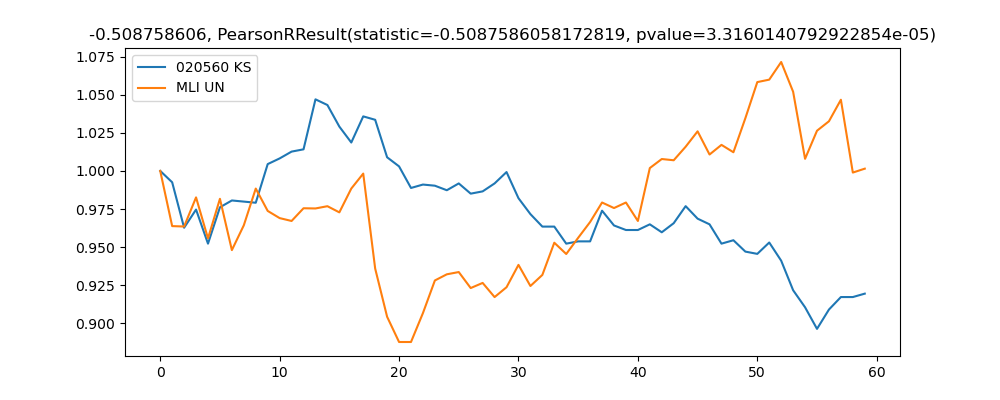 -0.508758606, PearsonRResult(statistic=-0.5087586058172819, pvalue=3.3160140792922854e-05)
1.075
1.050
1.025
1.000
0.975
0.950
0.925
0.900
020560 KS
MLI UN
0 10 20 30 40 50 60